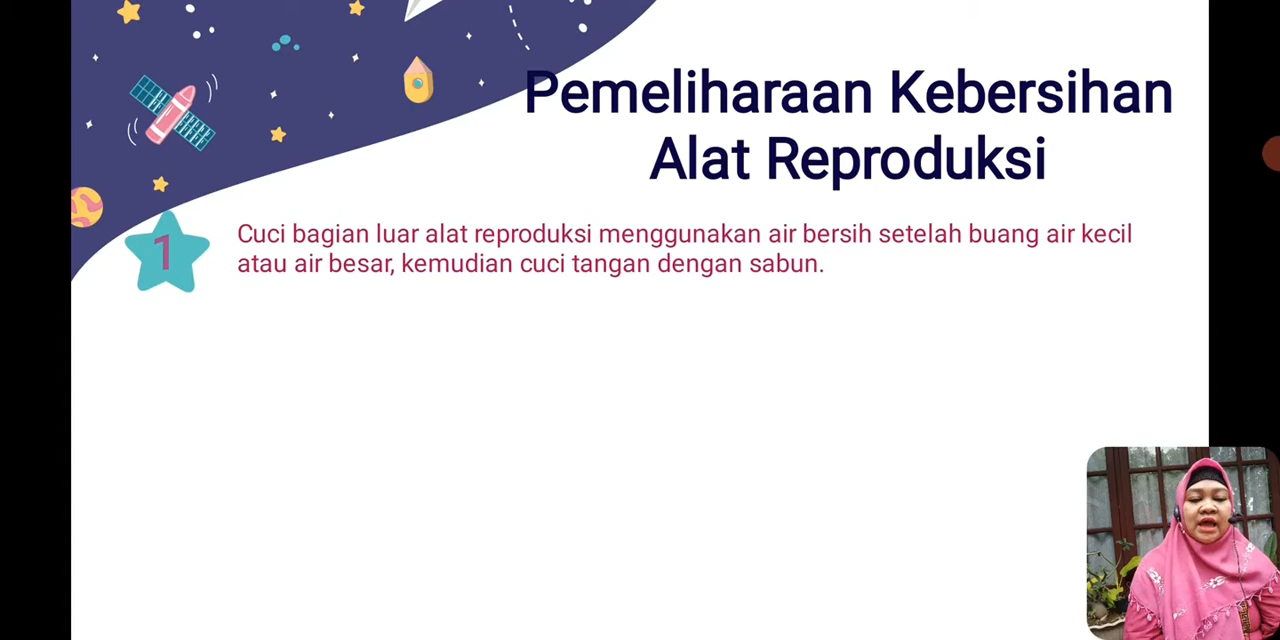 Pemeliharaan Kebersihan
Alat Reproduksi
1
Cuci bagian luar alat reproduksi menggunakan air bersih setelah buang air kecil
atau air besar, kemudian cuci tangan dengan sabun.